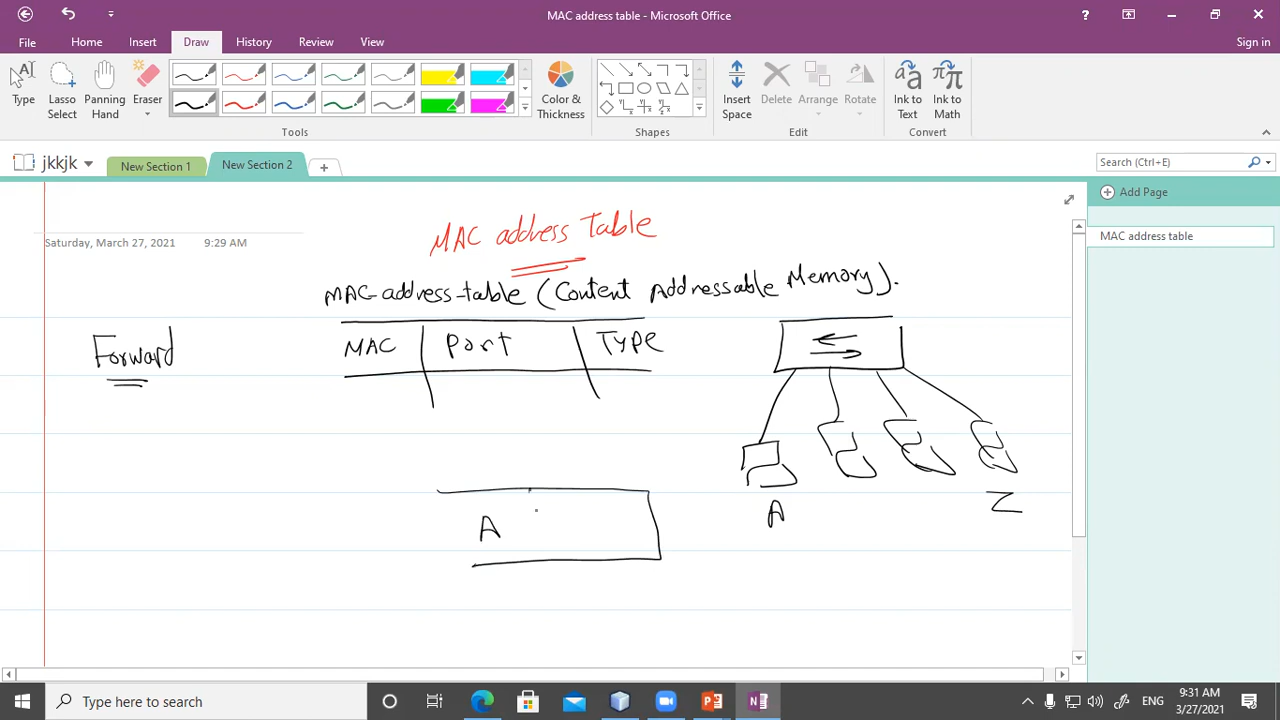 MAC address table - Microsoft Office
?
File
Home
Insert
Draw
History
Review
View
Sign in
Type
Lasso Select
Panning Hand
Eraser
Color & Thickness
Insert Space
Delete
Arrange
Rotate
Ink to Text
Ink to Math
Tools
Shapes
Edit
Convert
jkkjk
New Section 1
New Section 2
Search (Ctrl+E)
Add Page
MAC address table
Saturday, March 27, 2021 9:29 AM
MAC address Table
MAC-address-table (Content Addressable Memory).
Forward
MAC Port Type
A
A
Z
Type here to search
ENG
9:31 AM
3/27/2021